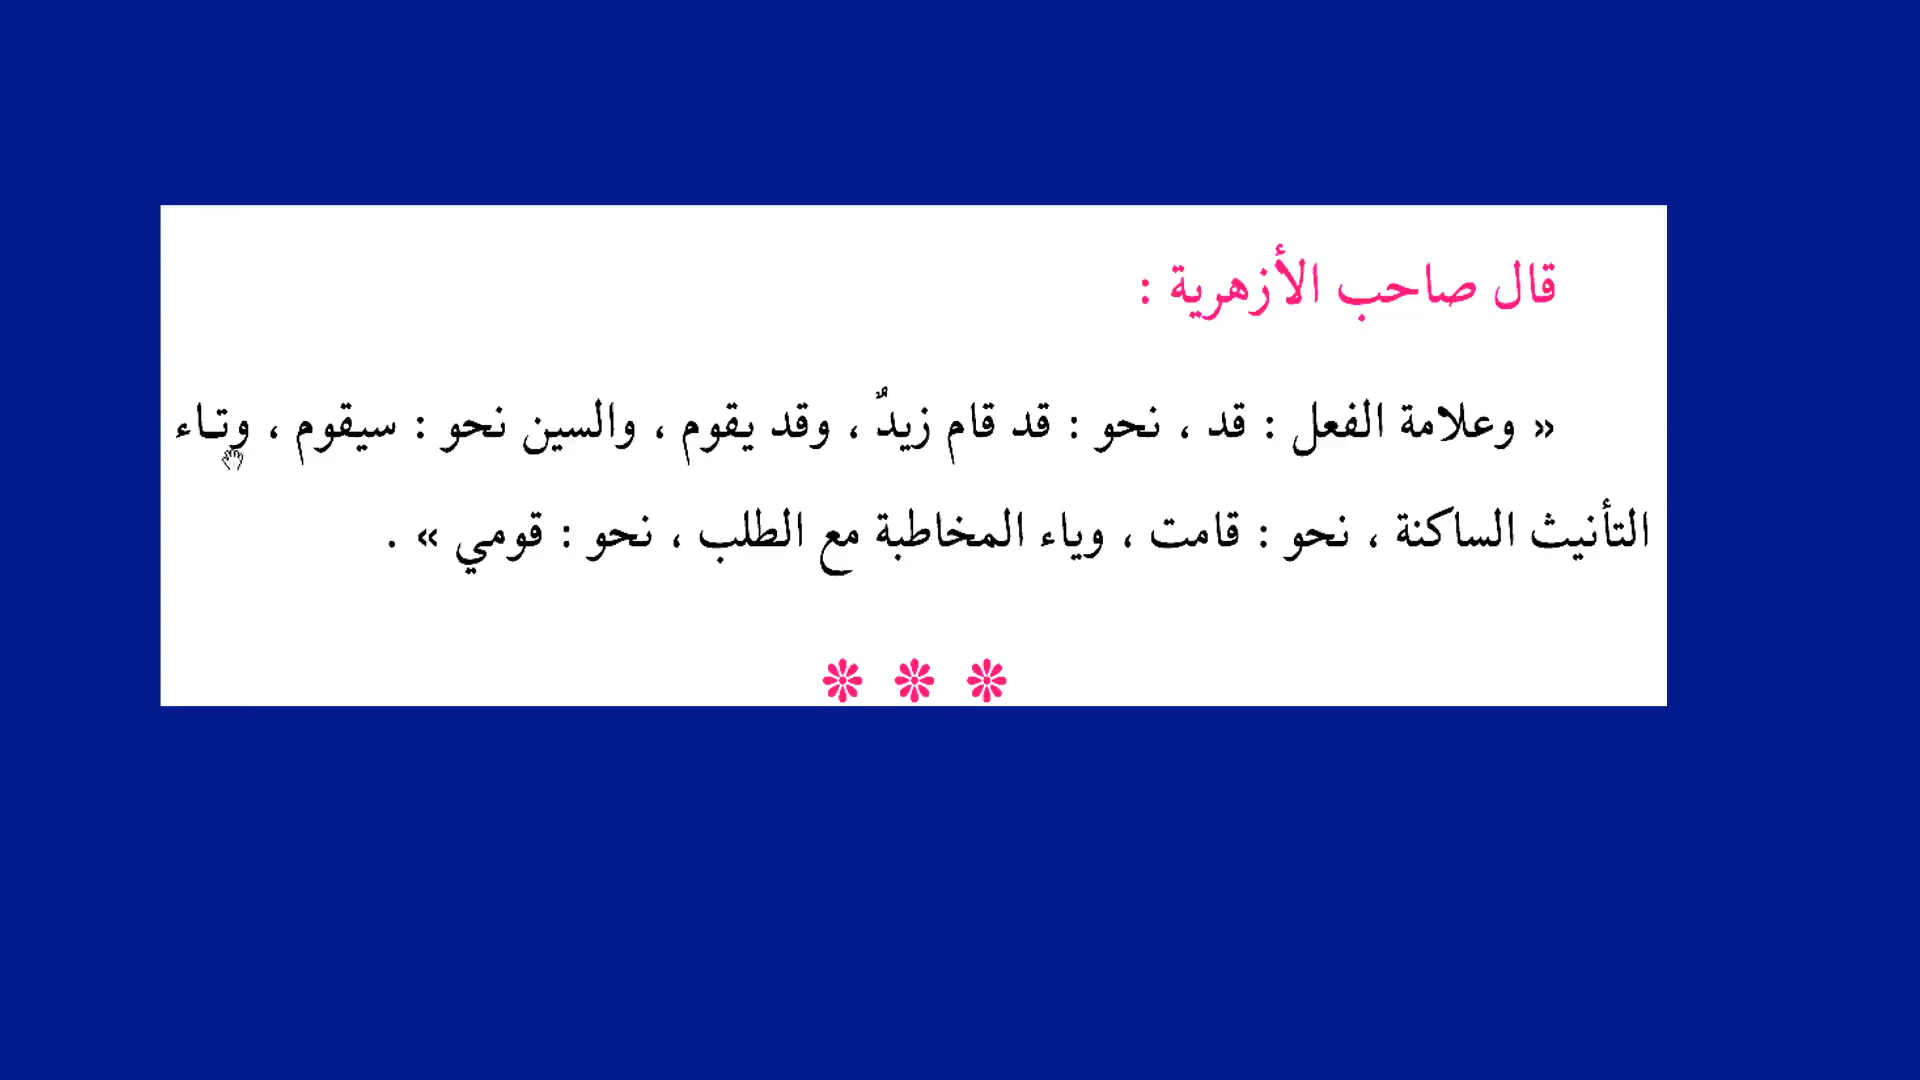 قال صاحب الأزهرية :
« وعلامة الفعل : قد ، نحو : قد قام زيدٌ ، وقد يقوم ، والسين نحو : سيقوم ، وتـاء
التأنيث الساكنة ، نحو : قامت ، وياء المخاطبة مع الطلب ، نحو : قومي » .